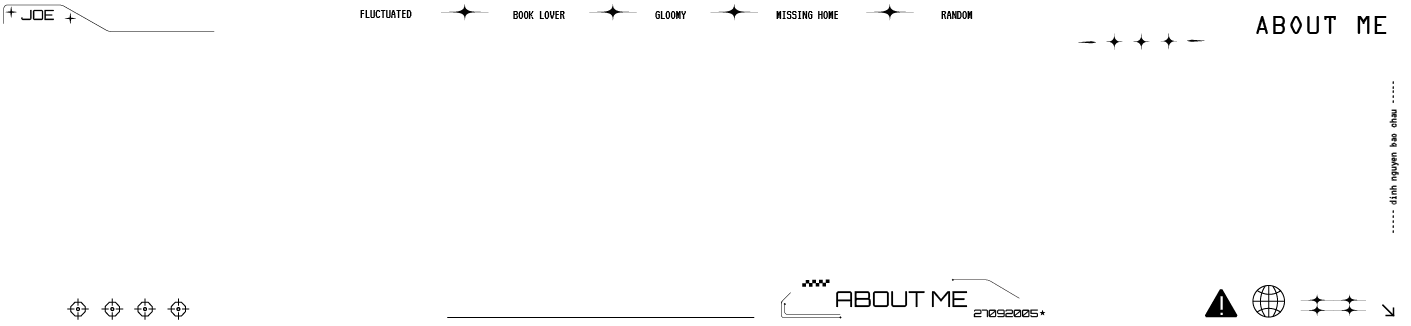 JOE
FLUCTUATED
BOOK LOVER
GLOOMY
MISSING HOME
RANDOM
ABOUT ME
----- dinh nguyen bao chau -----
ABOUT ME
27092005★